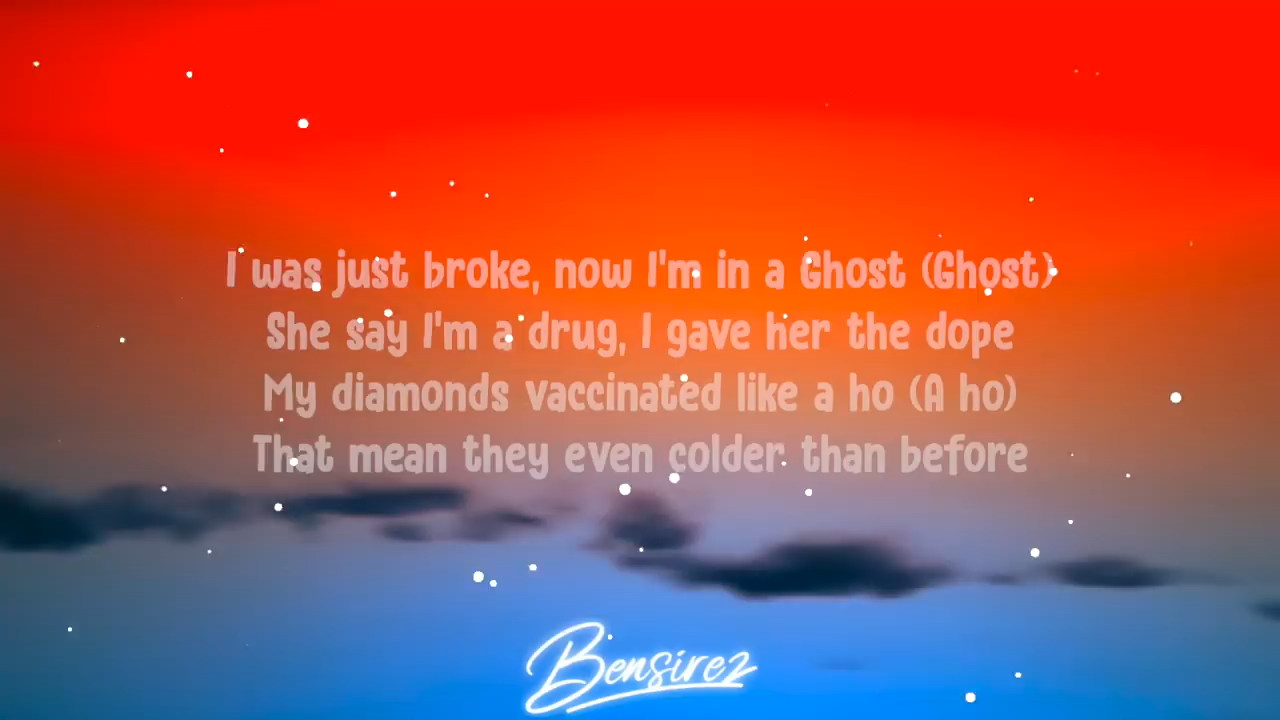 I was just broke, now I'm in a Ghost (Ghost)
She say I'm a drug, I gave her the dope
My diamonds vaccinated like a ho (A ho)
That mean they even colder than before
Bensirez